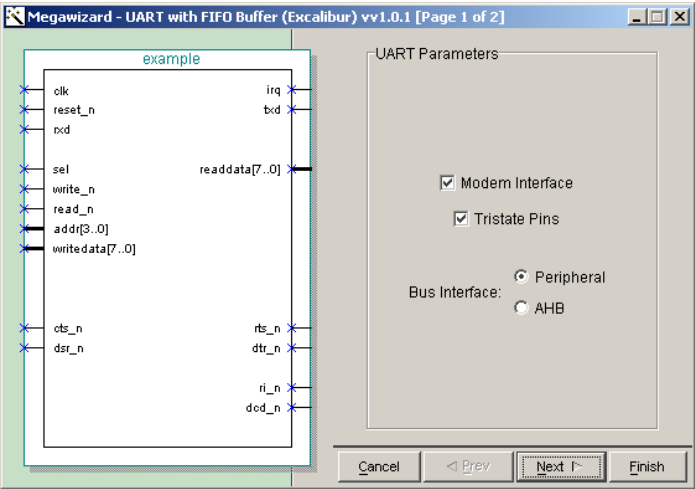 Megawizard - UART with FIFO Buffer (Excalibur) vv1.0.1 [Page 1 of 2]
example
clk
reset_n
rxd
sel
write_n
read_n
addr[3..0]
writedata[7..0]
cts_n
dsr_n
irq
txd
readdata[7..0]
rts_n
dtr_n
ri_n
dcd_n
UART Parameters
Modem Interface
Tristate Pins
Bus Interface:
Peripheral
AHB
Cancel
Prev
Next
Finish